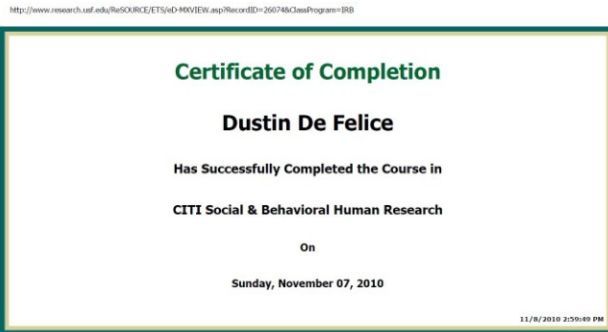 http://www.research.usf.edu/ReSOURCE/ETS/eD-MXVIEW.asp?RecordID=26074&ClassProgram=IRB
Certificate of Completion
Dustin De Felice
Has Successfully Completed the Course in
CITI Social & Behavioral Human Research
On
Sunday, November 07, 2010
11/8/2010 2:59:49 PM